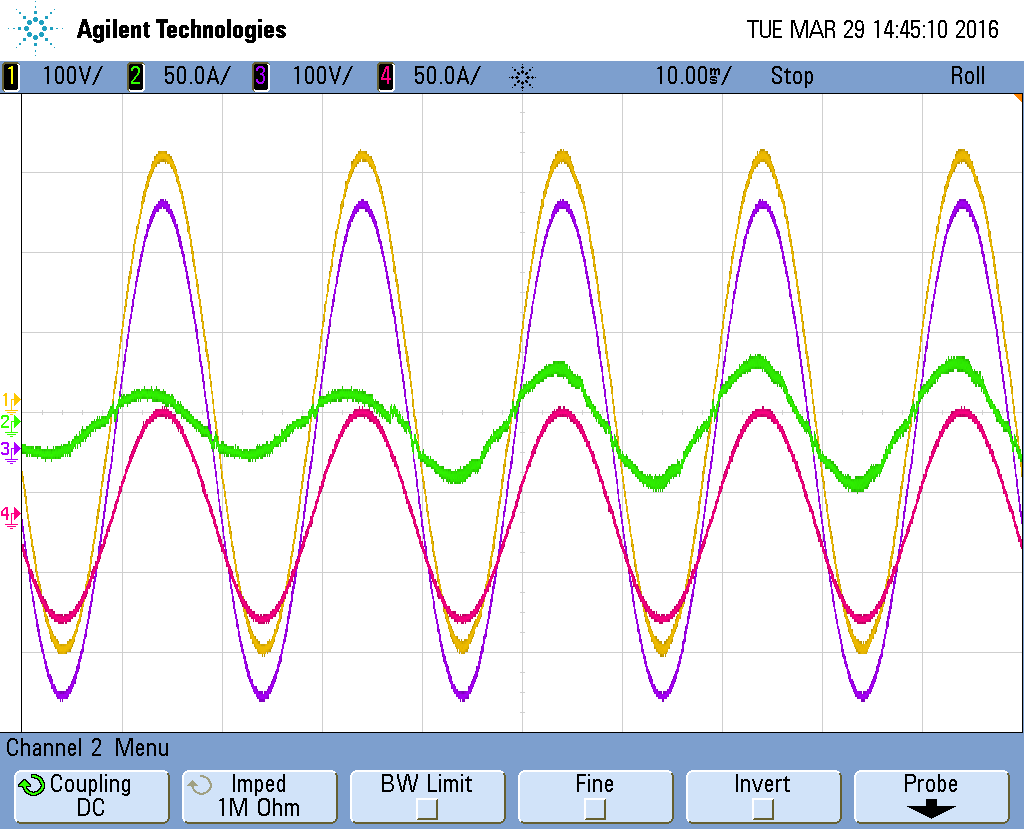 Agilent Technologies TUE MAR 29 14:45:10 2016
1 100V/ 2 50.0A/ 3 100V/ 4 50.0A/ 10.00ms/ Stop Roll
1
2
3
4
Channel 2 Menu
Coupling Imped BW Limit Fine Invert Probe
DC 1M Ohm